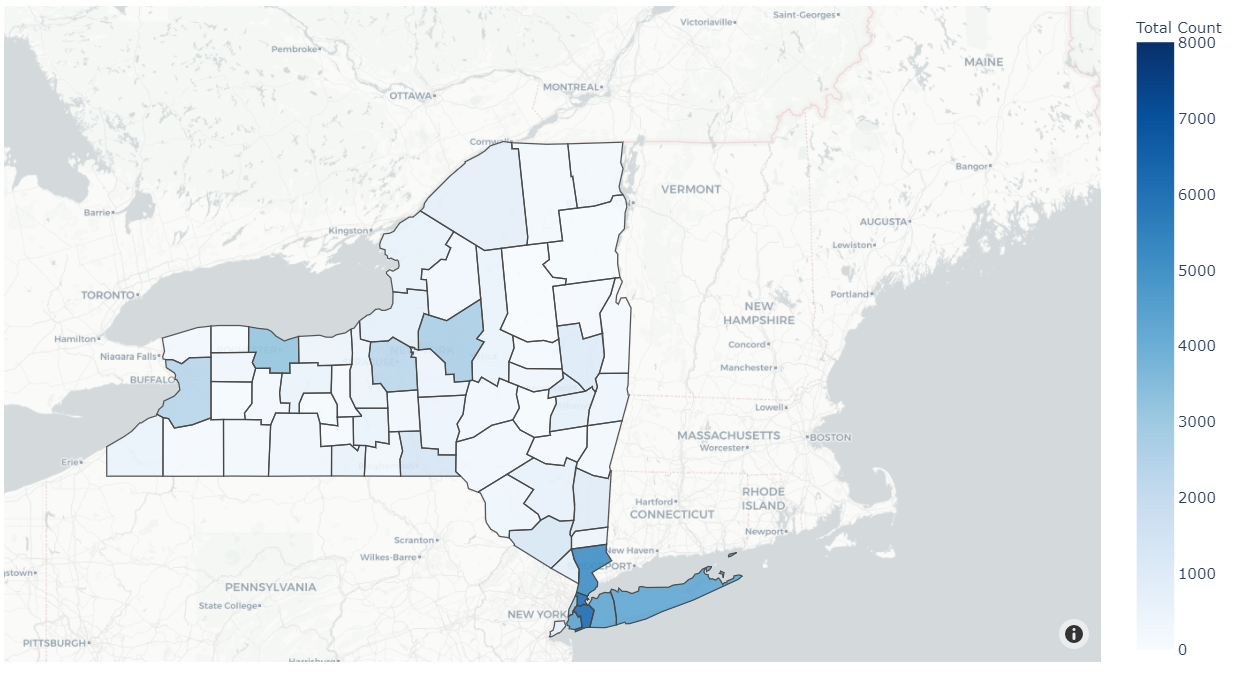 Saint-Georges
Victoriaville
Total Count
8000
Pembroke
MAINE
MONTREAL
OTTAWA
7000
Cornwall
Bangor
VERMONT
6000
Barrie
AUGUSTA
Kingston
Lewiston
5000
TORONTO
Portland
NEW
HAMPSHIRE
Hamilton
Concord
4000
Niagara Falls
Manchester
BUFFALO
Lowell
3000
MASSACHUSETTS
BOSTON
Worcester
Erie
RHODE
ISLAND
2000
Hartford
CONNECTICUT
Newport
Scranton
New Haven
Wilkes-Barre
PORT
1000
gstown
PENNSYLVANIA
State College
NEW YORK
PITTSBURGH
0
Harrisburg